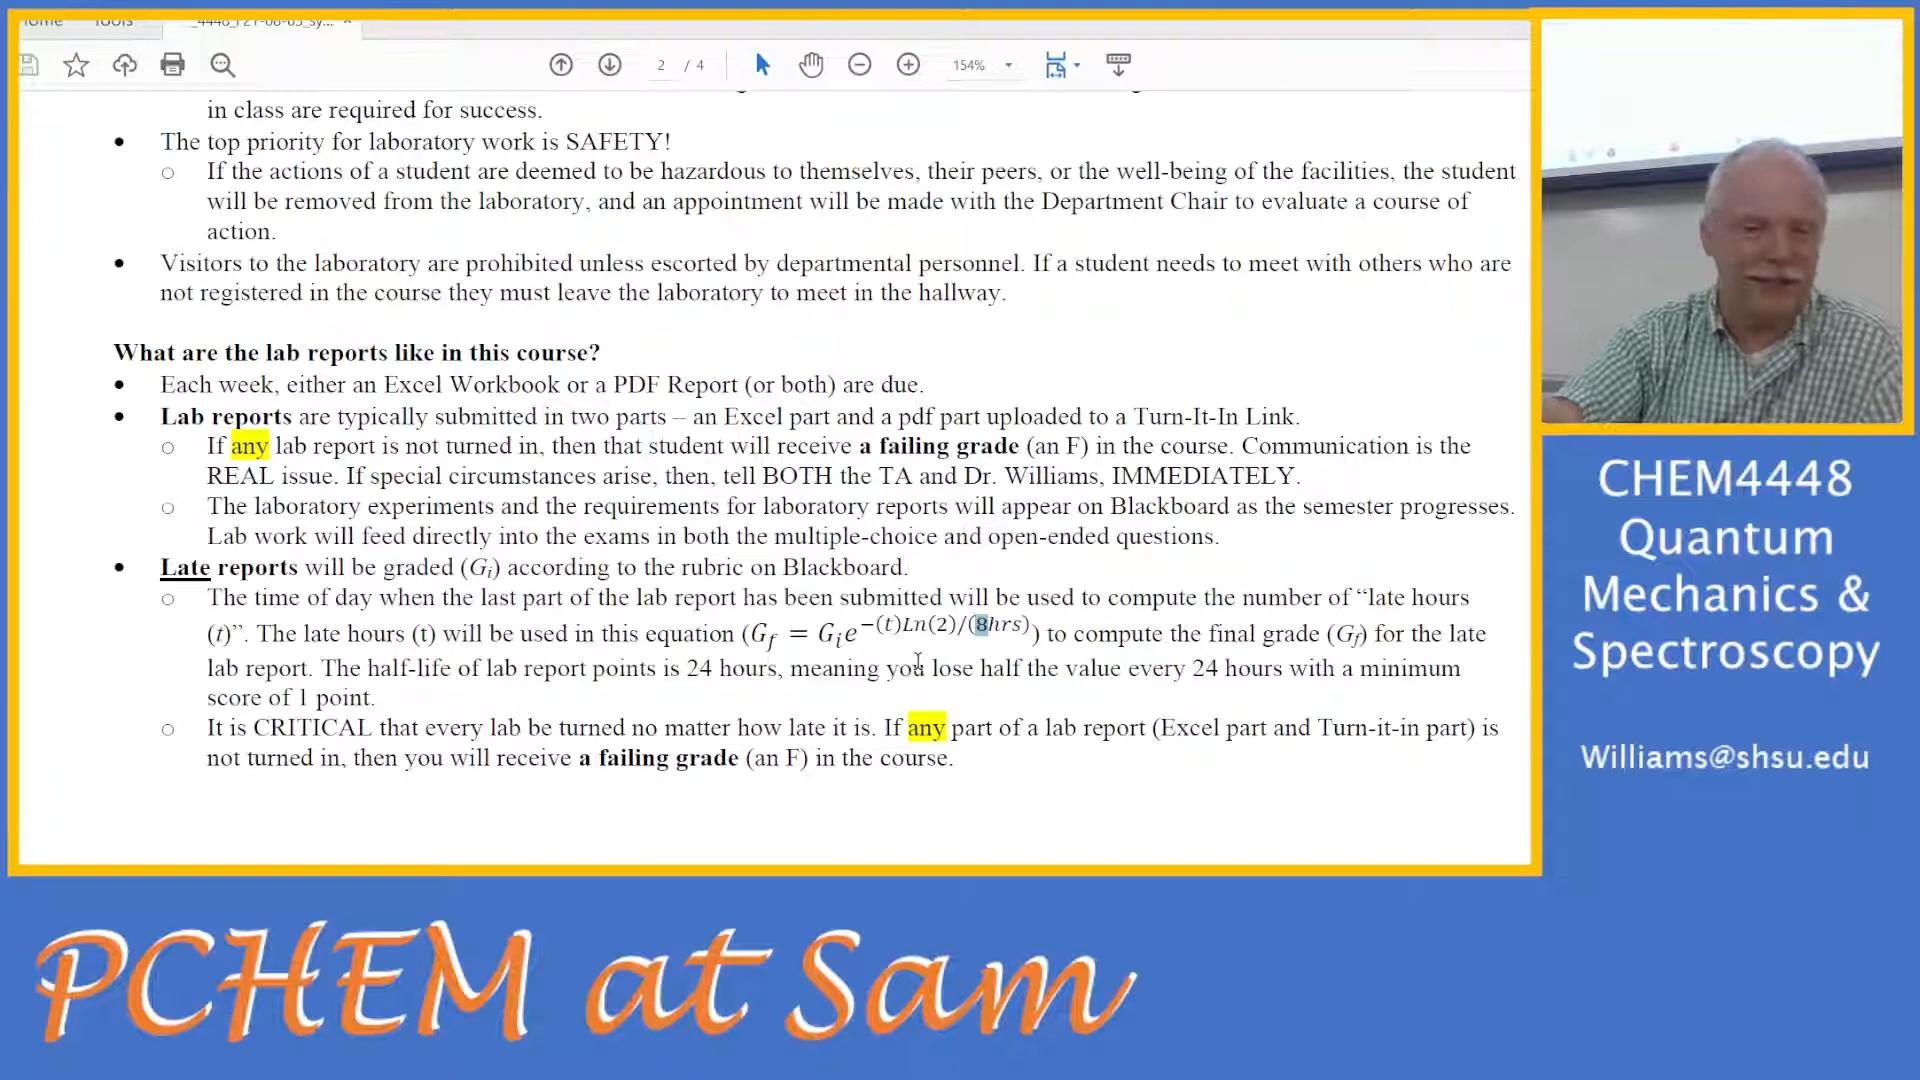 2 / 4
154%
in class are required for success.
• The top priority for laboratory work is SAFETY!
○ If the actions of a student are deemed to be hazardous to themselves, their peers, or the well-being of the facilities, the student
will be removed from the laboratory, and an appointment will be made with the Department Chair to evaluate a course of
action.
• Visitors to the laboratory are prohibited unless escorted by departmental personnel. If a student needs to meet with others who are
not registered in the course they must leave the laboratory to meet in the hallway.
What are the lab reports like in this course?
• Each week, either an Excel Workbook or a PDF Report (or both) are due.
• Lab reports are typically submitted in two parts – an Excel part and a pdf part uploaded to a Turn-It-In Link.
○ If any lab report is not turned in, then that student will receive a failing grade (an F) in the course. Communication is the
REAL issue. If special circumstances arise, then, tell BOTH the TA and Dr. Williams, IMMEDIATELY.
○ The laboratory experiments and the requirements for laboratory reports will appear on Blackboard as the semester progresses.
Lab work will feed directly into the exams in both the multiple-choice and open-ended questions.
• Late reports will be graded (Gi) according to the rubric on Blackboard.
○ The time of day when the last part of the lab report has been submitted will be used to compute the number of “late hours
(t)”. The late hours (t) will be used in this equation (Gf = Gie−(t)Ln(2)/(8hrs)) to compute the final grade (Gf) for the late
lab report. The half-life of lab report points is 24 hours, meaning you lose half the value every 24 hours with a minimum
score of 1 point.
○ It is CRITICAL that every lab be turned no matter how late it is. If any part of a lab report (Excel part and Turn-it-in part) is
not turned in, then you will receive a failing grade (an F) in the course.
CHEM4448
Quantum
Mechanics &
Spectroscopy
Williams@shsu.edu
PCHEM at Sam